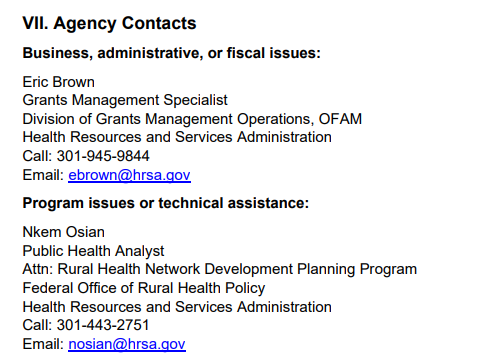 VII. Agency Contacts
Business, administrative, or fiscal issues:
Eric Brown
Grants Management Specialist
Division of Grants Management Operations, OFAM
Health Resources and Services Administration
Call: 301-945-9844
Email: ebrown@hrsa.gov
Program issues or technical assistance:
Nkem Osian
Public Health Analyst
Attn: Rural Health Network Development Planning Program
Federal Office of Rural Health Policy
Health Resources and Services Administration
Call: 301-443-2751
Email: nosian@hrsa.gov